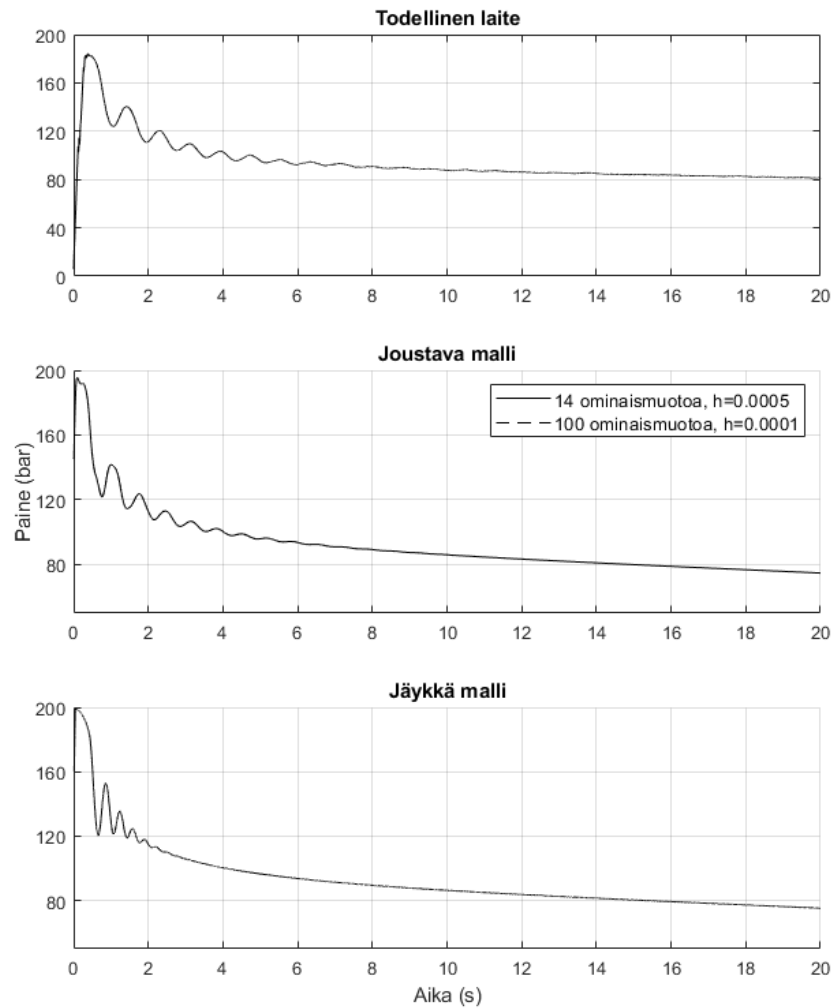 Todellinen laite
200
160
120
80
40
0
0 2 4 6 8 10 12 14 16 18 20
Joustava malli
200
14 ominaismuotoa, h=0.0005
100 ominaismuotoa, h=0.0001
160
Paine (bar)
120
80
0 2 4 6 8 10 12 14 16 18 20
Jäykkä malli
200
160
120
80
0 2 4 6 8 10 12 14 16 18 20
Aika (s)